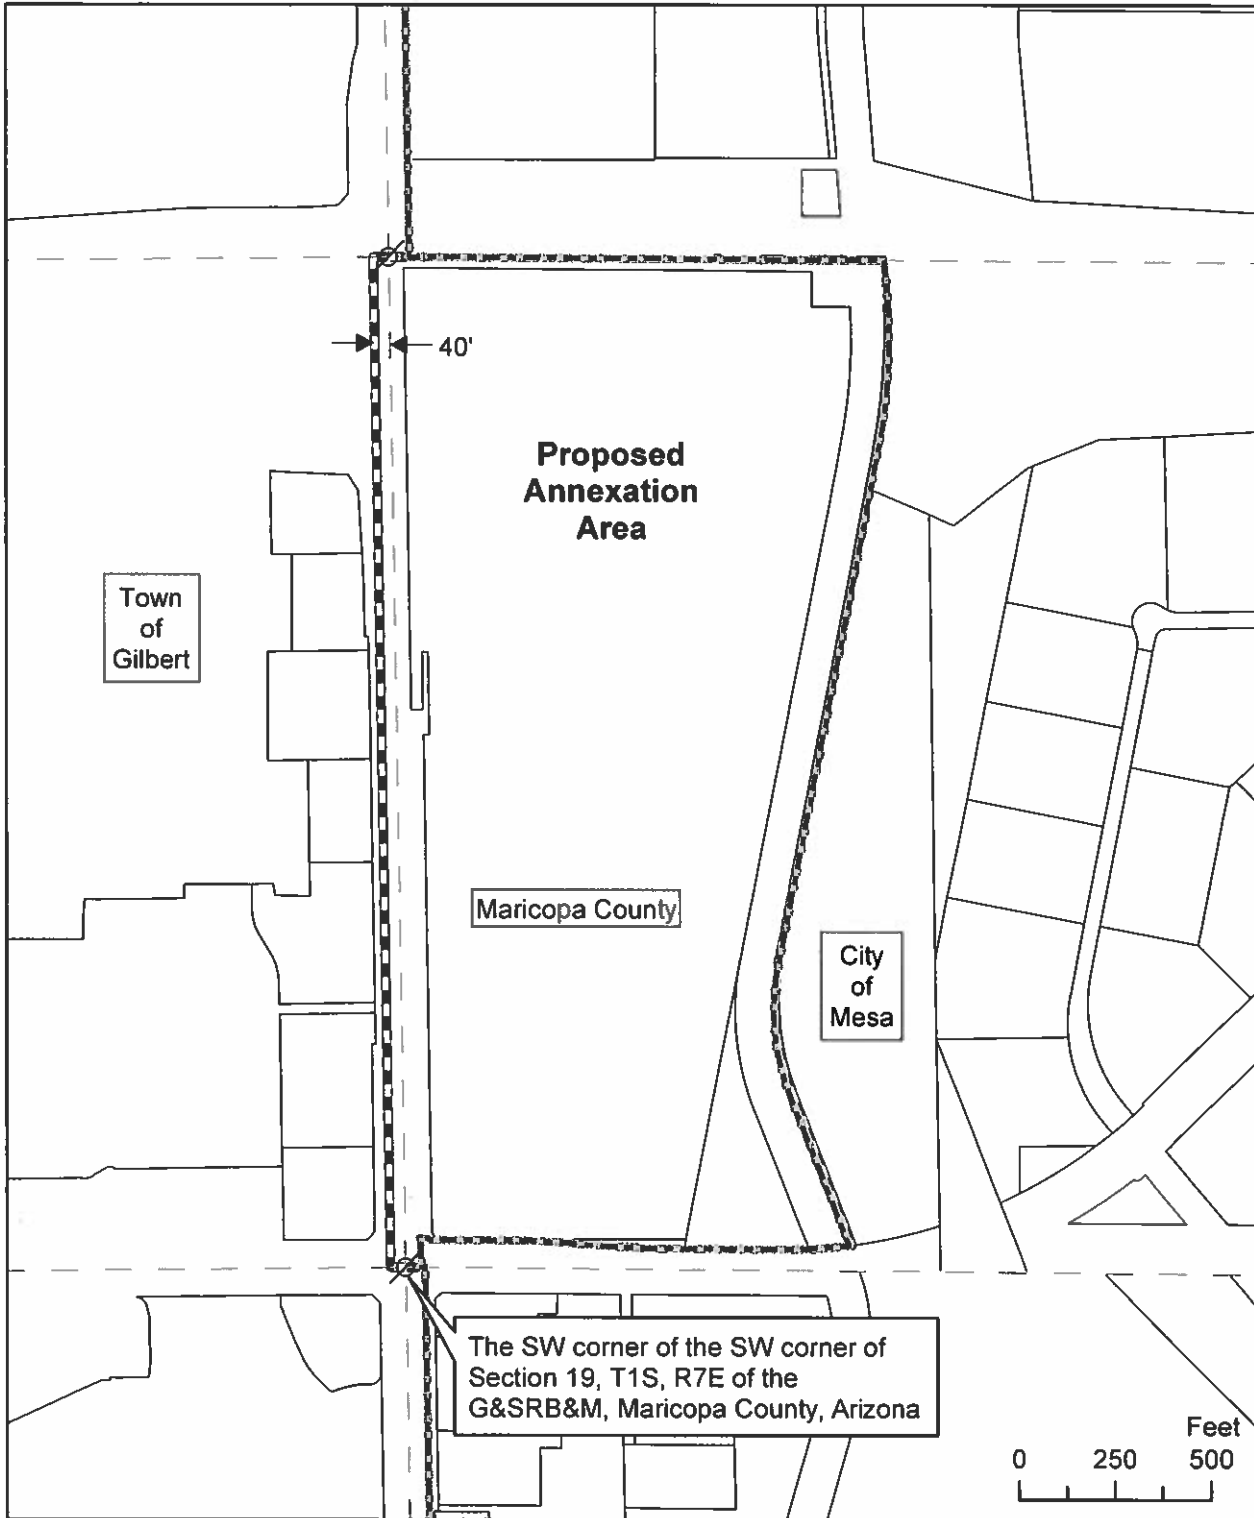 40'
Proposed
Annexation
Area
Town
of
Gilbert
Maricopa County
City
of
Mesa
The SW corner of the SW corner of
Section 19, T1S, R7E of the
G&SRB&M, Maricopa County, Arizona
Feet
0 250 500